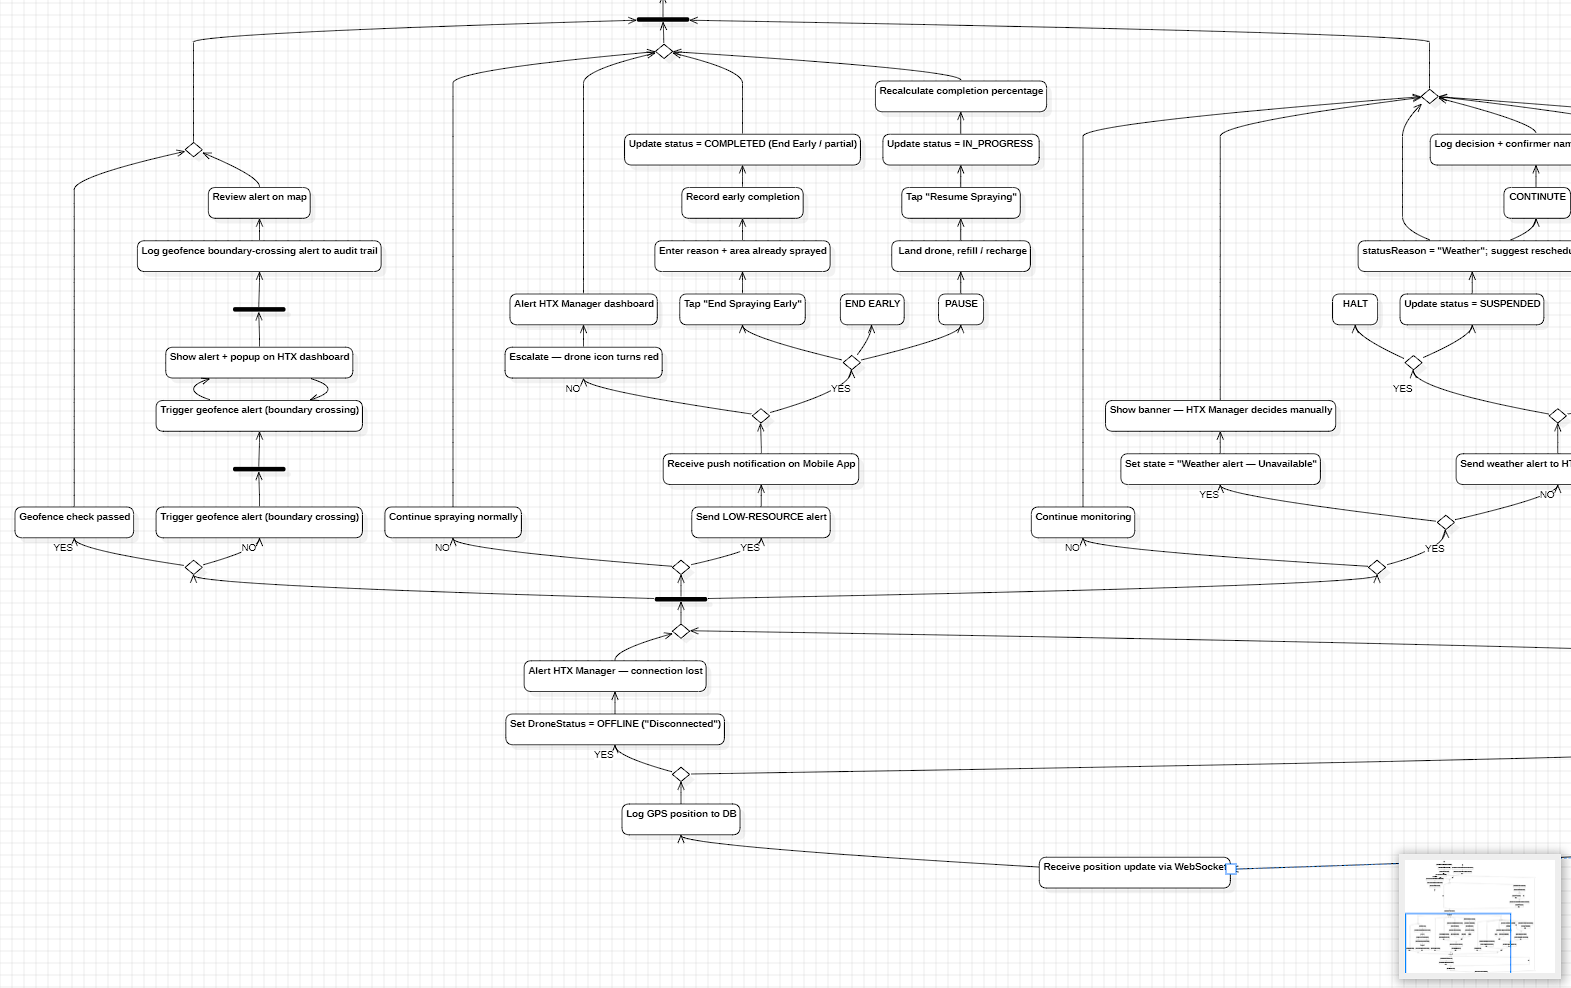 Recalculate completion percentage
Update status = COMPLETED (End Early / partial)
Update status = IN_PROGRESS
Log decision + confirmer nam
Review alert on map
Record early completion
Tap "Resume Spraying"
CONTINUTE
Log geofence boundary-crossing alert to audit trail
Enter reason + area already sprayed
Land drone, refill / recharge
statusReason = "Weather"; suggest reschedu
Alert HTX Manager dashboard
Tap "End Spraying Early"
END EARLY
PAUSE
HALT
Update status = SUSPENDED
Show alert + popup on HTX dashboard
Escalate — drone icon turns red
NO
YES
YES
Trigger geofence alert (boundary crossing)
Show banner — HTX Manager decides manually
Receive push notification on Mobile App
Set state = "Weather alert — Unavailable"
Send weather alert to HT
YES
NO
Geofence check passed
Trigger geofence alert (boundary crossing)
Continue spraying normally
Send LOW-RESOURCE alert
Continue monitoring
YES
NO
NO
YES
NO
YES
Alert HTX Manager — connection lost
Set DroneStatus = OFFLINE ("Disconnected")
YES
Log GPS position to DB
Receive position update via WebSocket